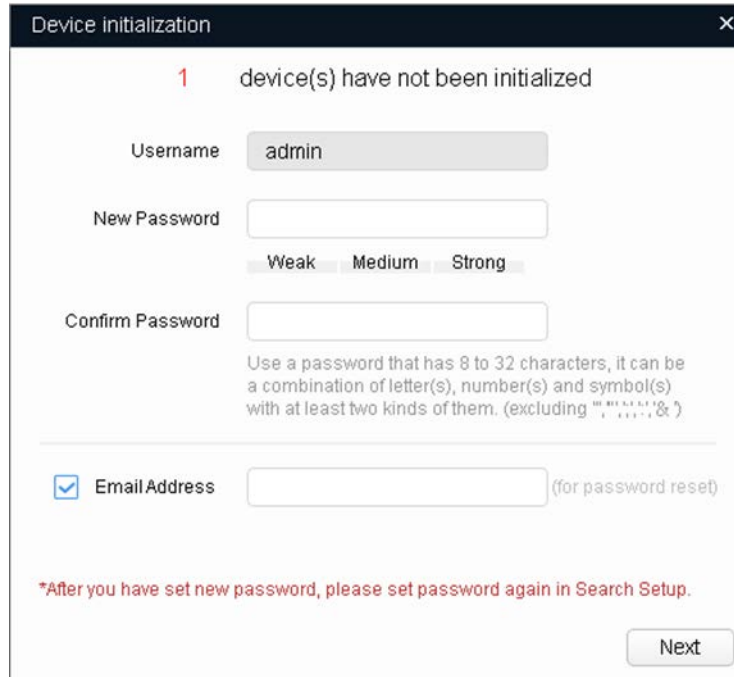 Device initialization
1 device(s) have not been initialized
Username admin
New Password
Weak Medium Strong
Confirm Password
Use a password that has 8 to 32 characters, it can be
a combination of letter(s), number(s) and symbol(s)
with at least two kinds of them. (excluding
Email Address (for password reset)
*After you have set new password, please set password again in Search Setup.
Next